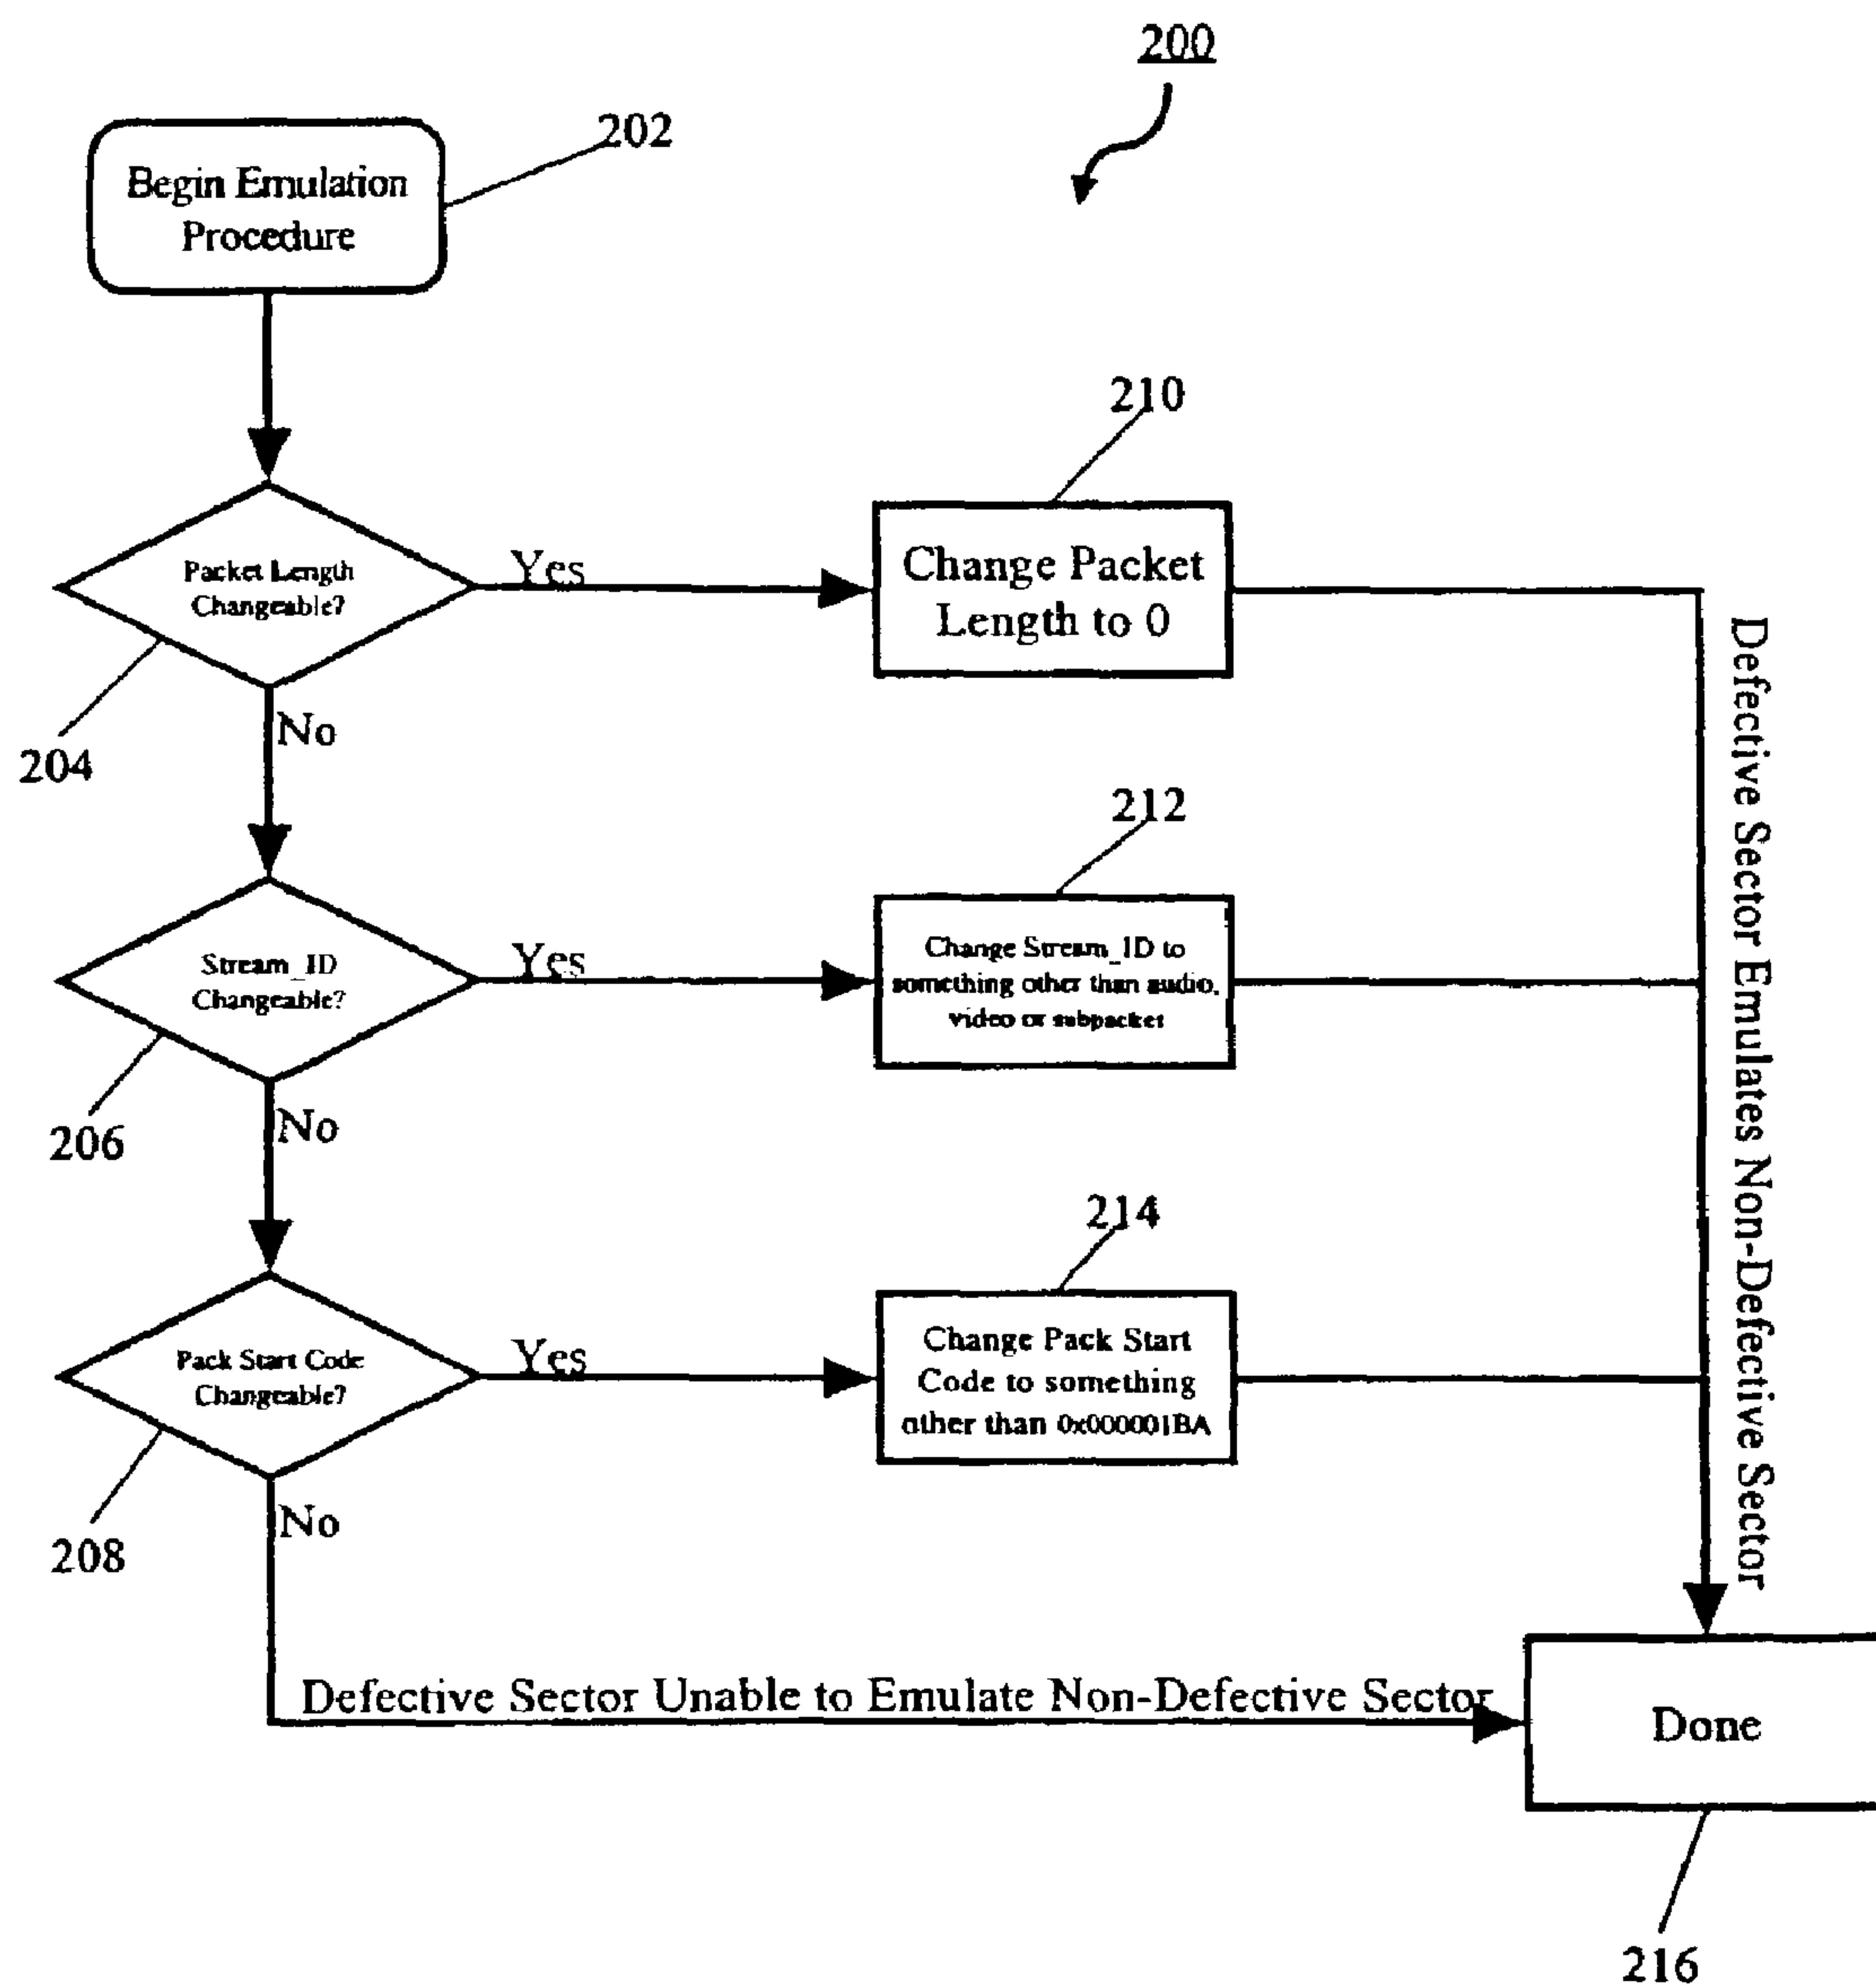 200
202
Begin Emulation
Procedure
210
Packet Length
Changeable?
Yes
Change Packet
Length to 0
204
No
212
Stream_ID
Changeable?
Yes
Change Stream_ID to
something other than audio,
video or subpacket
206
No
214
Pack Start Code
Changeable?
Yes
Change Pack Start
Code to something
other than 0x000001BA
208
No
Defective Sector Emulates Non-Defective Sector
Defective Sector Unable to Emulate Non-Defective Sector
Done
216